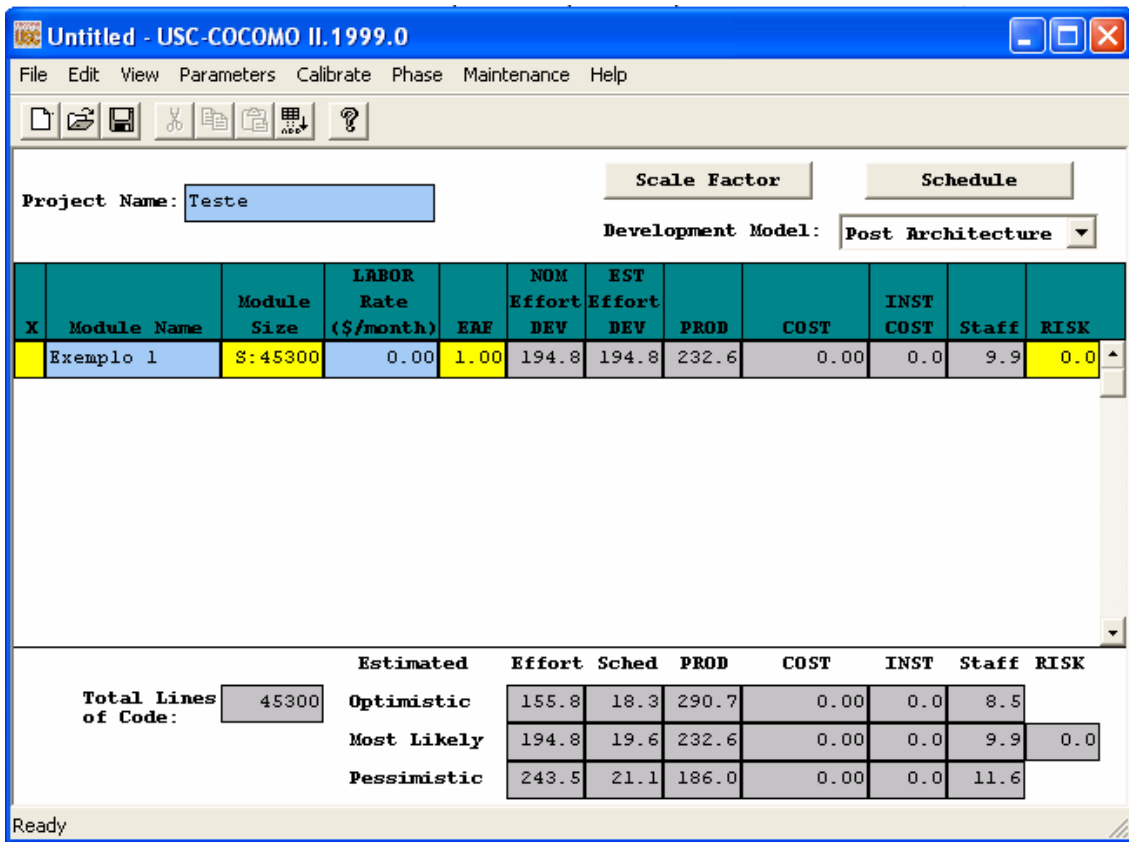 Untitled - USC-COCOMO II.1999.0
File Edit View Parameters Calibrate Phase Maintenance Help
Scale Factor Schedule
Project Name: Teste
Development Model: Post Architecture
X Module Name Module Size LABOR Rate ($/month) EAF NOM Effort DEV EST Effort DEV PROD COST INST COST Staff RISK
Exemplo 1 S:45300 0.00 1.00 194.8 194.8 232.6 0.00 0.0 9.9 0.0
Estimated Effort Sched PROD COST INST Staff RISK
Total Lines of Code: 45300 Optimistic 155.8 18.3 290.7 0.00 0.0 8.5
Most Likely 194.8 19.6 232.6 0.00 0.0 9.9 0.0
Pessimistic 243.5 21.1 186.0 0.00 0.0 11.6
Ready